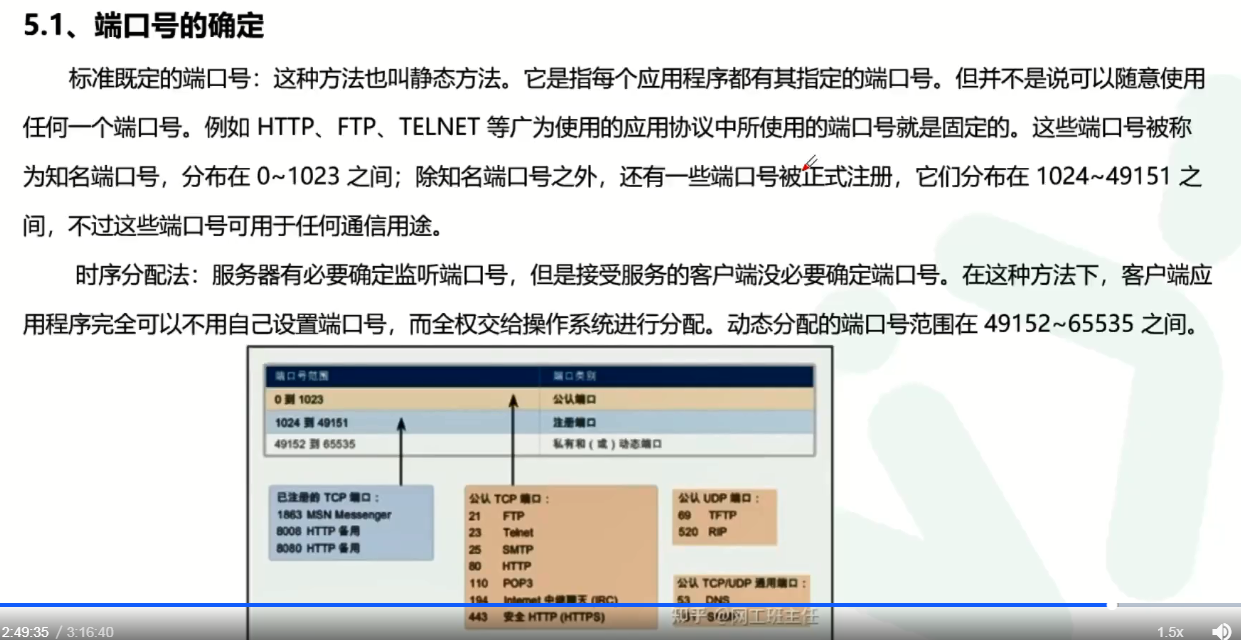 5.1、端口号的确定
标准既定的端口号：这种方法也叫静态方法。它是指每个应用程序都有其指定的端口号。但并不是说可以随意使用
任何一个端口号。例如 HTTP、FTP、TELNET 等广为使用的应用协议中所使用的端口号就是固定的。这些端口号被称
为知名端口号，分布在 0~1023 之间；除知名端口号之外，还有一些端口号被正式注册，它们分布在 1024~49151 之
间，不过这些端口号可用于任何通信用途。
时序分配法：服务器有必要确定监听端口号，但是接受服务的客户端没必要确定端口号。在这种方法下，客户端应
用程序完全可以不用自己设置端口号，而全权交给操作系统进行分配。动态分配的端口号范围在 49152~65535 之间。
端口号范围 端口类别
0 到 1023 公认端口
1024 到 49151 注册端口
49152 到 65535 私有和（或）动态端口
已注册的 TCP 端口：
1863 MSN Messenger
8008 HTTP 备用
8080 HTTP 备用
公认 TCP 端口：
21 FTP
23 Telnet
25 SMTP
80 HTTP
110 POP3
194 Internet 中继聊天 (IRC)
443 安全 HTTP (HTTPS)
公认 UDP 端口：
69 TFTP
520 RIP
公认 TCP/UDP 通用端口：
53 DNS
知乎 @网工班主任
2:49:35 / 3:16:40
1.5x